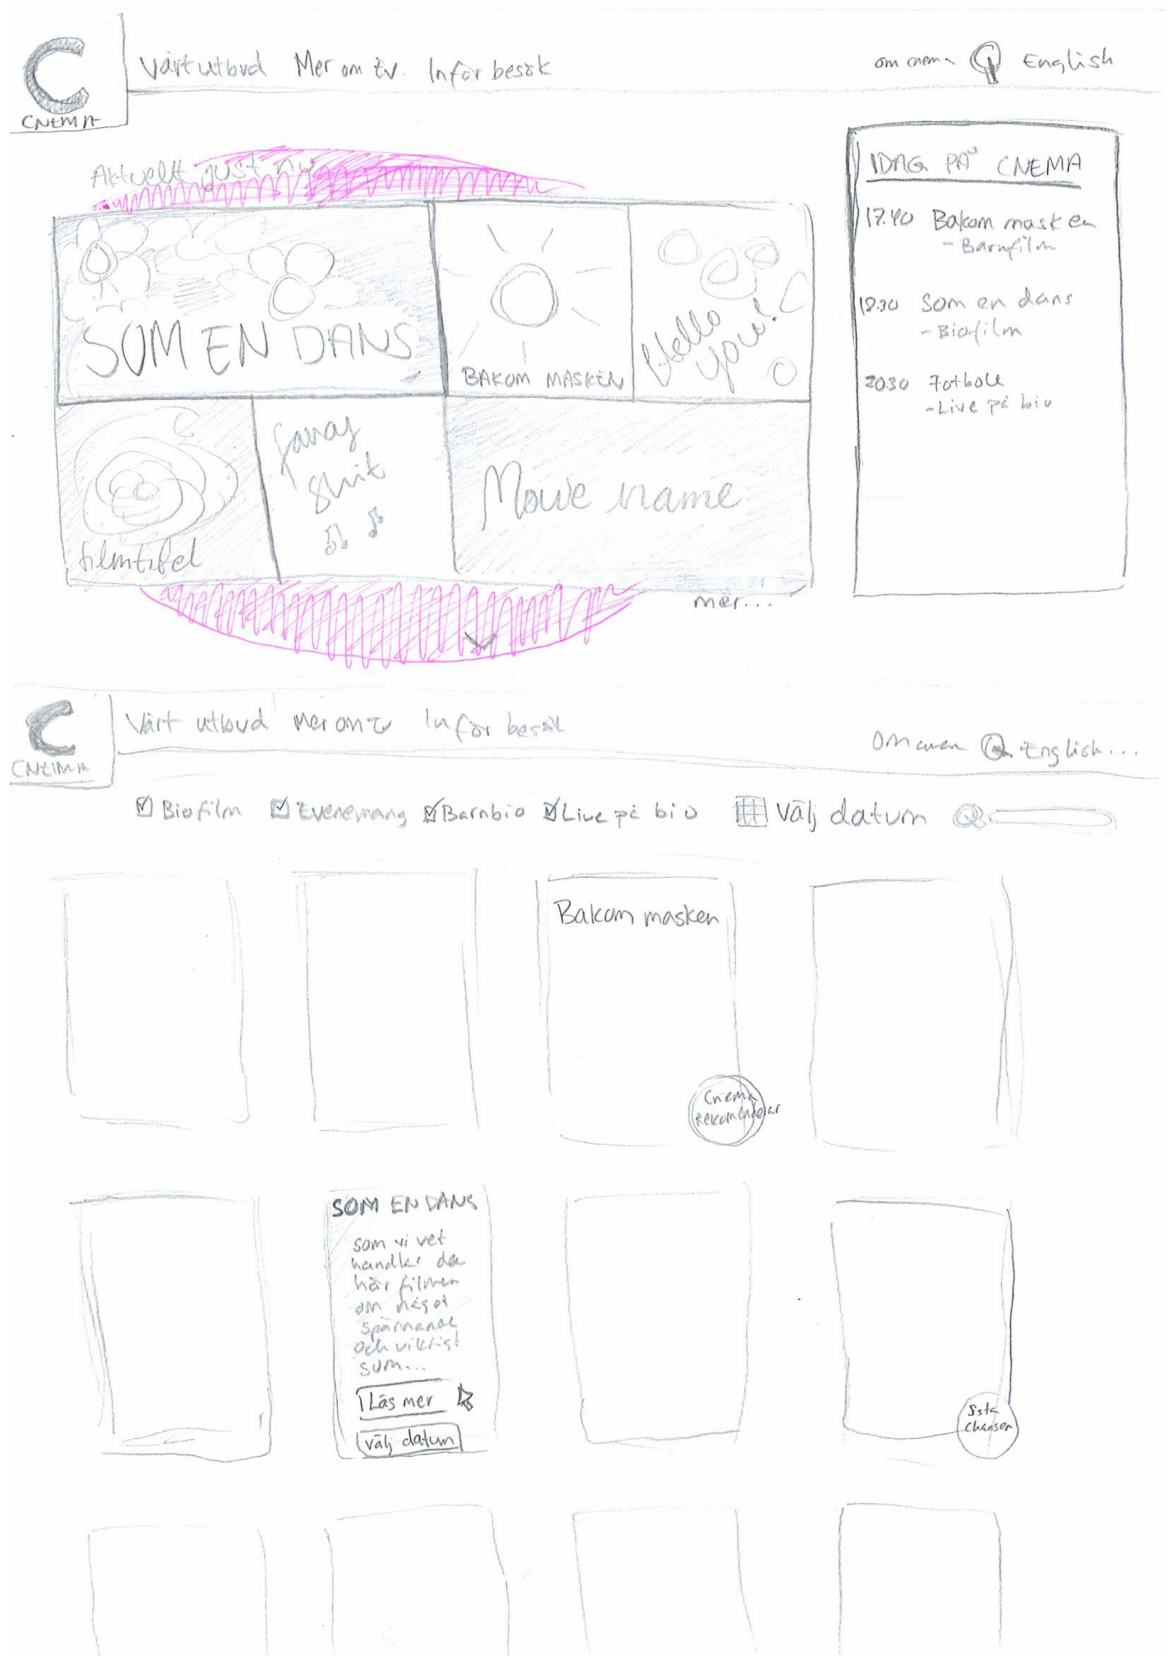 C
CNEMA
Vårt utbud Mer om Ev. Inför besök
om cnema English
Aktuellt just nu
SOM EN DANS
BAKOM MASKEN
Hello
you!
filmtitel
Movie name
mer...
IDAG PÅ CNEMA
17.40 Bakom masken
- Barnfilm
18.30 Som en dans
- Biofilm
20.30 Fotboll
- Live på bio
C
CNEMA
Vårt utbud Mer om Ev Inför besök
Om cnema English...
Biofilm Evenemang Barnbio Live på bio Välj datum
Bakom masken
Cnema
Rekomenderar
SOM EN DANS
som vi vet
handlar den
här filmen
om något
spännande
och viktigt
som...
Läs mer
Välj datum
Sista
Chansen